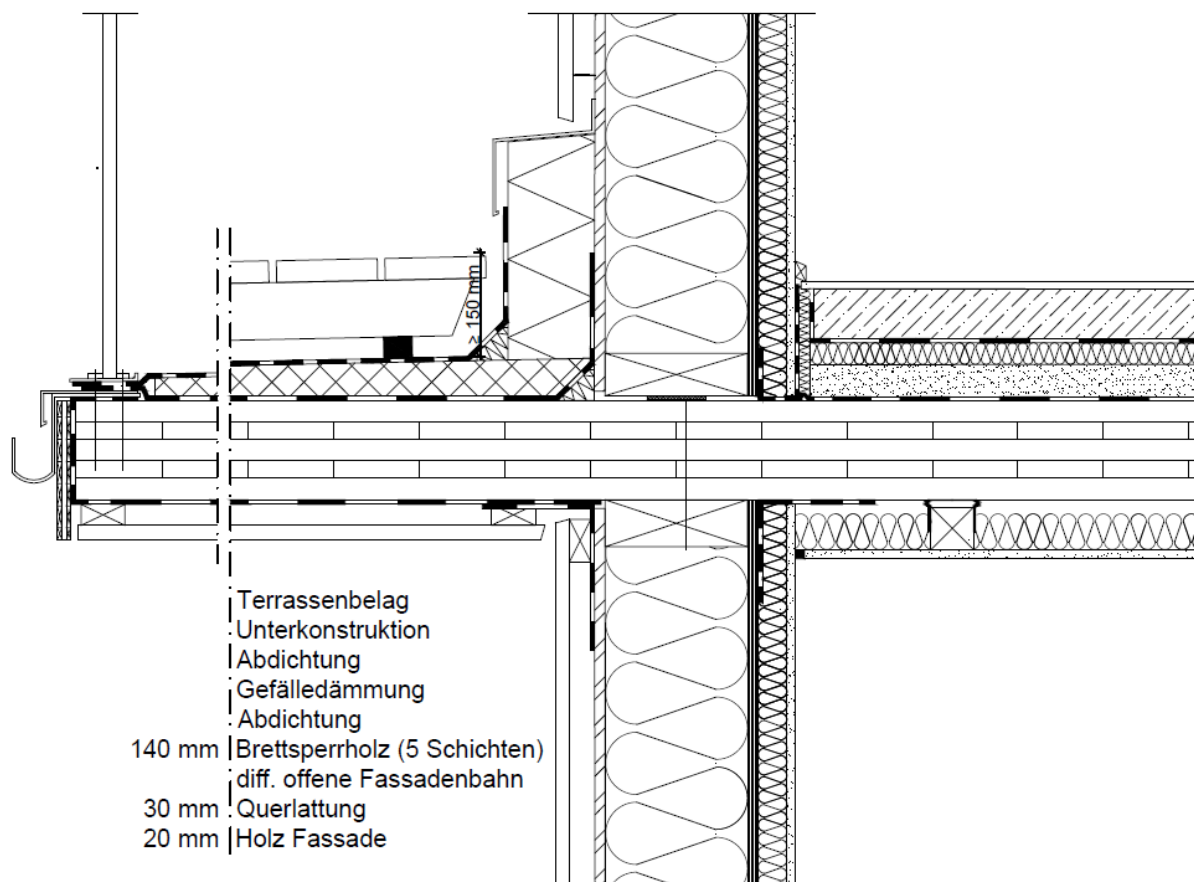 ≥ 150 mm
Terrassenbelag
Unterkonstruktion
Abdichtung
Gefälledämmung
Abdichtung
140 mm Brettsperrholz (5 Schichten)
diff. offene Fassadenbahn
30 mm Querlattung
20 mm Holz Fassade